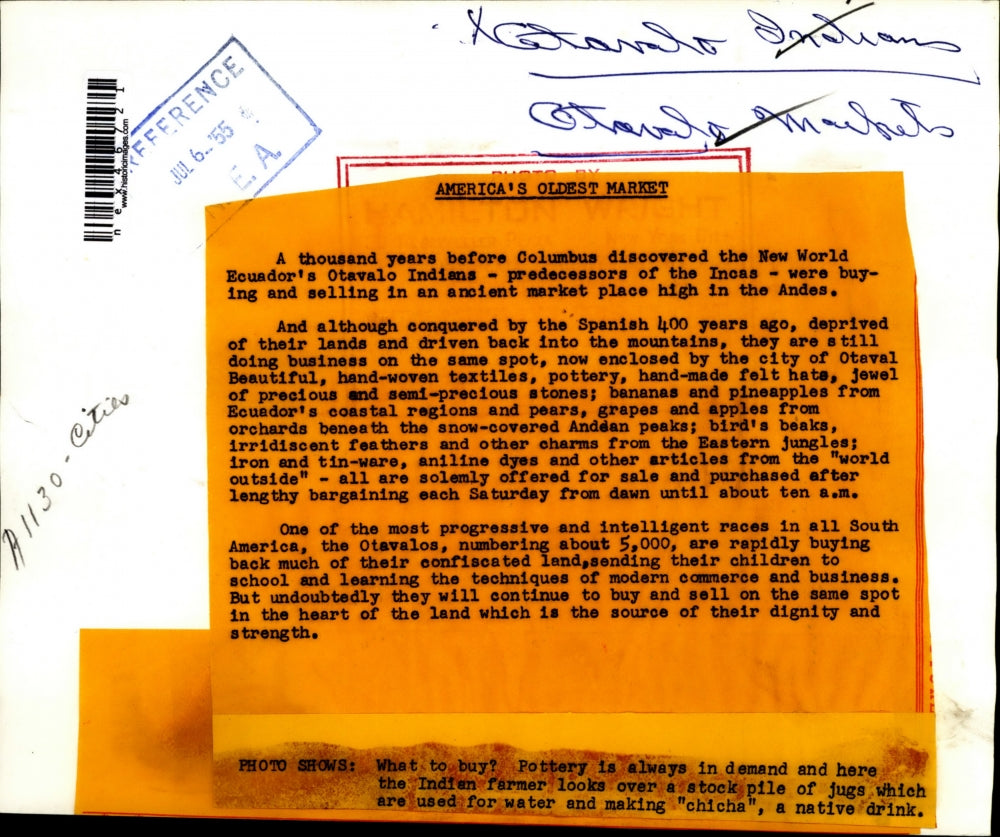 Otavalo Indians
Otavalo Markets
REFERENCE
JUL 6 - '55
E. A.
nex46721
www.historicimages.com
PHOTO BY
AMERICA'S OLDEST MARKET
A thousand years before Columbus discovered the New World
Ecuador's Otavalo Indians - predecessors of the Incas - were buy-
ing and selling in an ancient market place high in the Andes.
And although conquered by the Spanish 400 years ago, deprived
of their lands and driven back into the mountains, they are still
doing business on the same spot, now enclosed by the city of Otaval
Beautiful, hand-woven textiles, pottery, hand-made felt hats, jewel
of precious and semi-precious stones; bananas and pineapples from
Ecuador's coastal regions and pears, grapes and apples from
orchards beneath the snow-covered Andean peaks; bird's beaks,
irridiscent feathers and other charms from the Eastern jungles;
iron and tin-ware, aniline dyes and other articles from the "world
outside" - all are solemly offered for sale and purchased after
lengthy bargaining each Saturday from dawn until about ten a.m.
One of the most progressive and intelligent races in all South
America, the Otavalos, numbering about 5,000, are rapidly buying
back much of their confiscated land,sending their children to
school and learning the techniques of modern commerce and business.
But undoubtedly they will continue to buy and sell on the same spot
in the heart of the land which is the source of their dignity and
strength.
A1130 - Cities
PHOTO SHOWS: What to buy? Pottery is always in demand and here
the Indian farmer looks over a stock pile of jugs which
are used for water and making "chicha", a native drink.